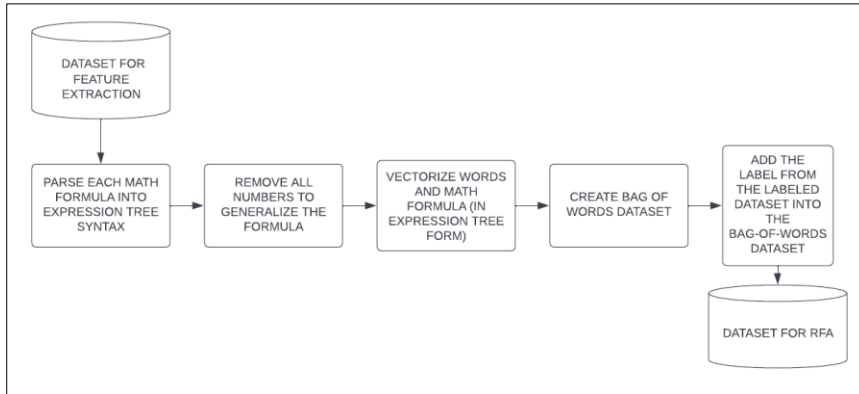 DATASET FOR
FEATURE
EXTRACTION
PARSE EACH MATH
FORMULA INTO
EXPRESSION TREE
SYNTAX
REMOVE ALL
NUMBERS TO
GENERALIZE THE
FORMULA
VECTORIZE WORDS
AND MATH
FORMULA (IN
EXPRESSION TREE
FORM)
CREATE BAG OF
WORDS DATASET
ADD THE
LABEL FROM
THE LABELED
DATASET INTO
THE
BAG-OF-WORDS
DATASET
DATASET FOR RFA